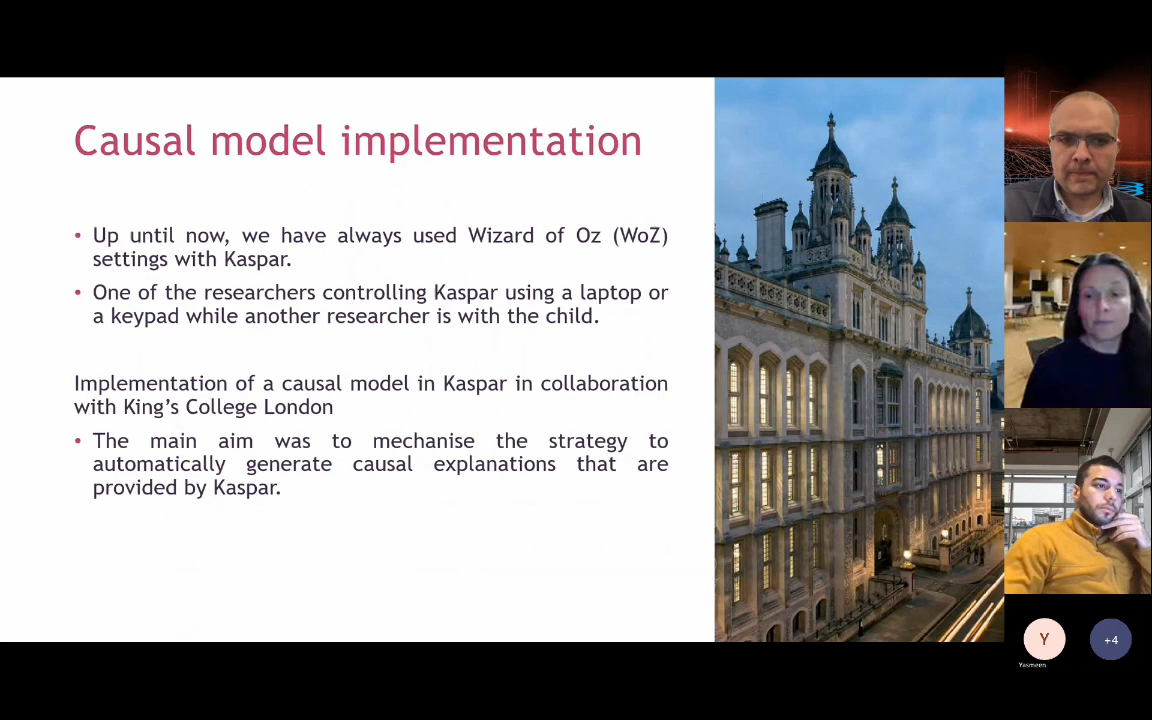 Causal model implementation
• Up until now, we have always used Wizard of Oz (WoZ)
settings with Kaspar.
• One of the researchers controlling Kaspar using a laptop or
a keypad while another researcher is with the child.
Implementation of a causal model in Kaspar in collaboration
with King's College London
• The main aim was to mechanise the strategy to
automatically generate causal explanations that are
provided by Kaspar.
Y
+4
Yasmeen